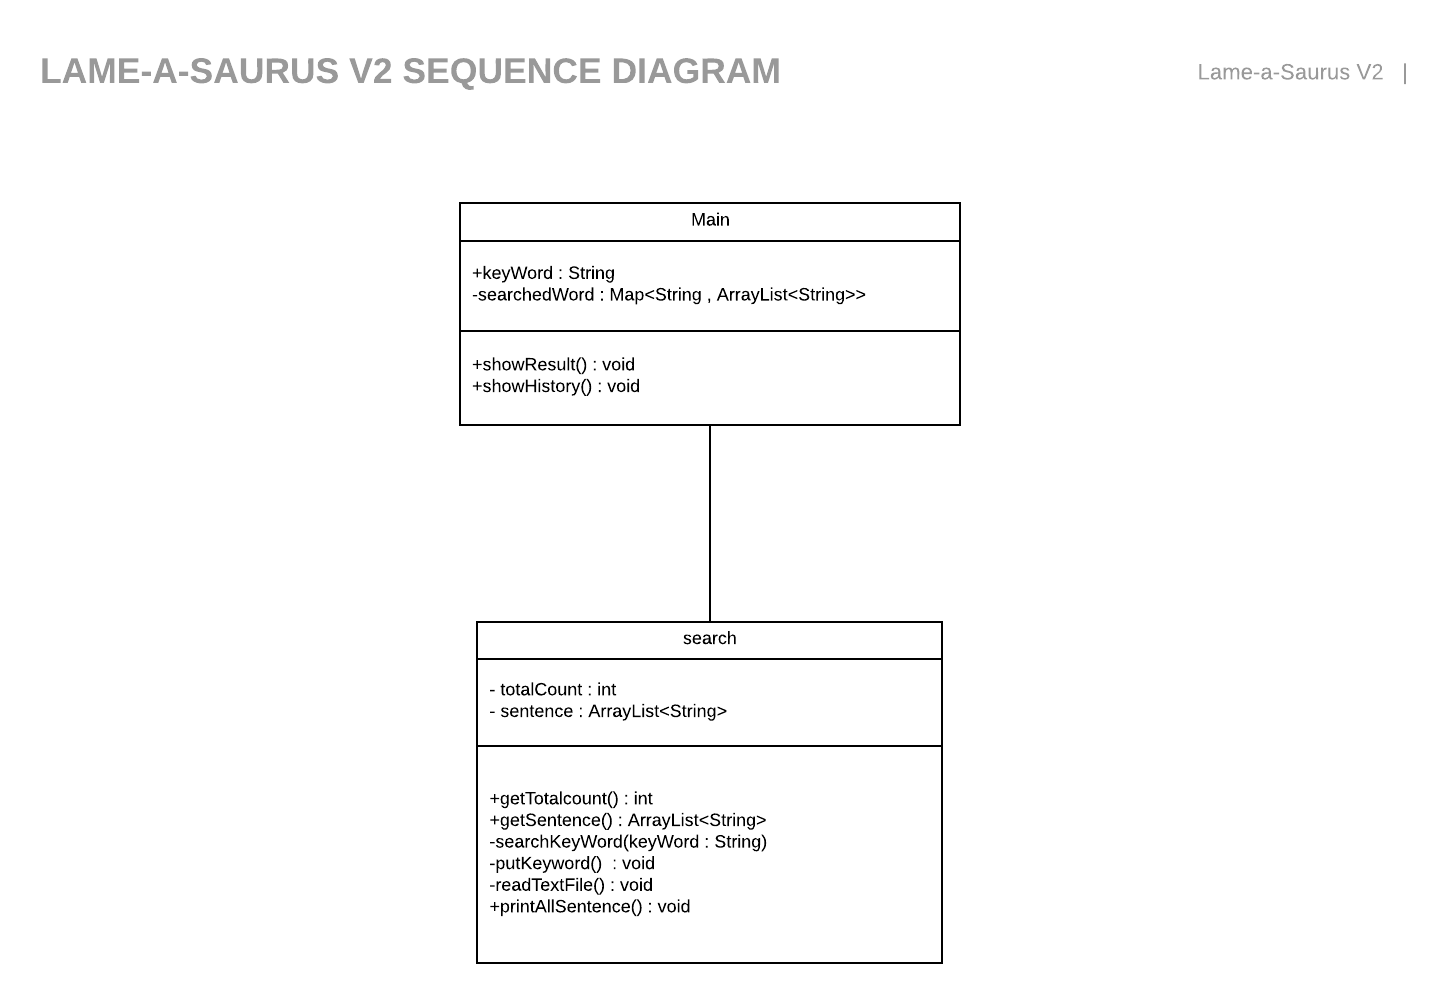 LAME-A-SAURUS V2 SEQUENCE DIAGRAM
Lame-a-Saurus V2 |
Main
+keyWord : String
-searchedWord : Map<String , ArrayList<String>>
+showResult() : void
+showHistory() : void
search
- totalCount : int
- sentence : ArrayList<String>
+getTotalcount() : int
+getSentence() : ArrayList<String>
-searchKeyWord(keyWord : String)
-putKeyword()  : void
-readTextFile() : void
+printAllSentence() : void